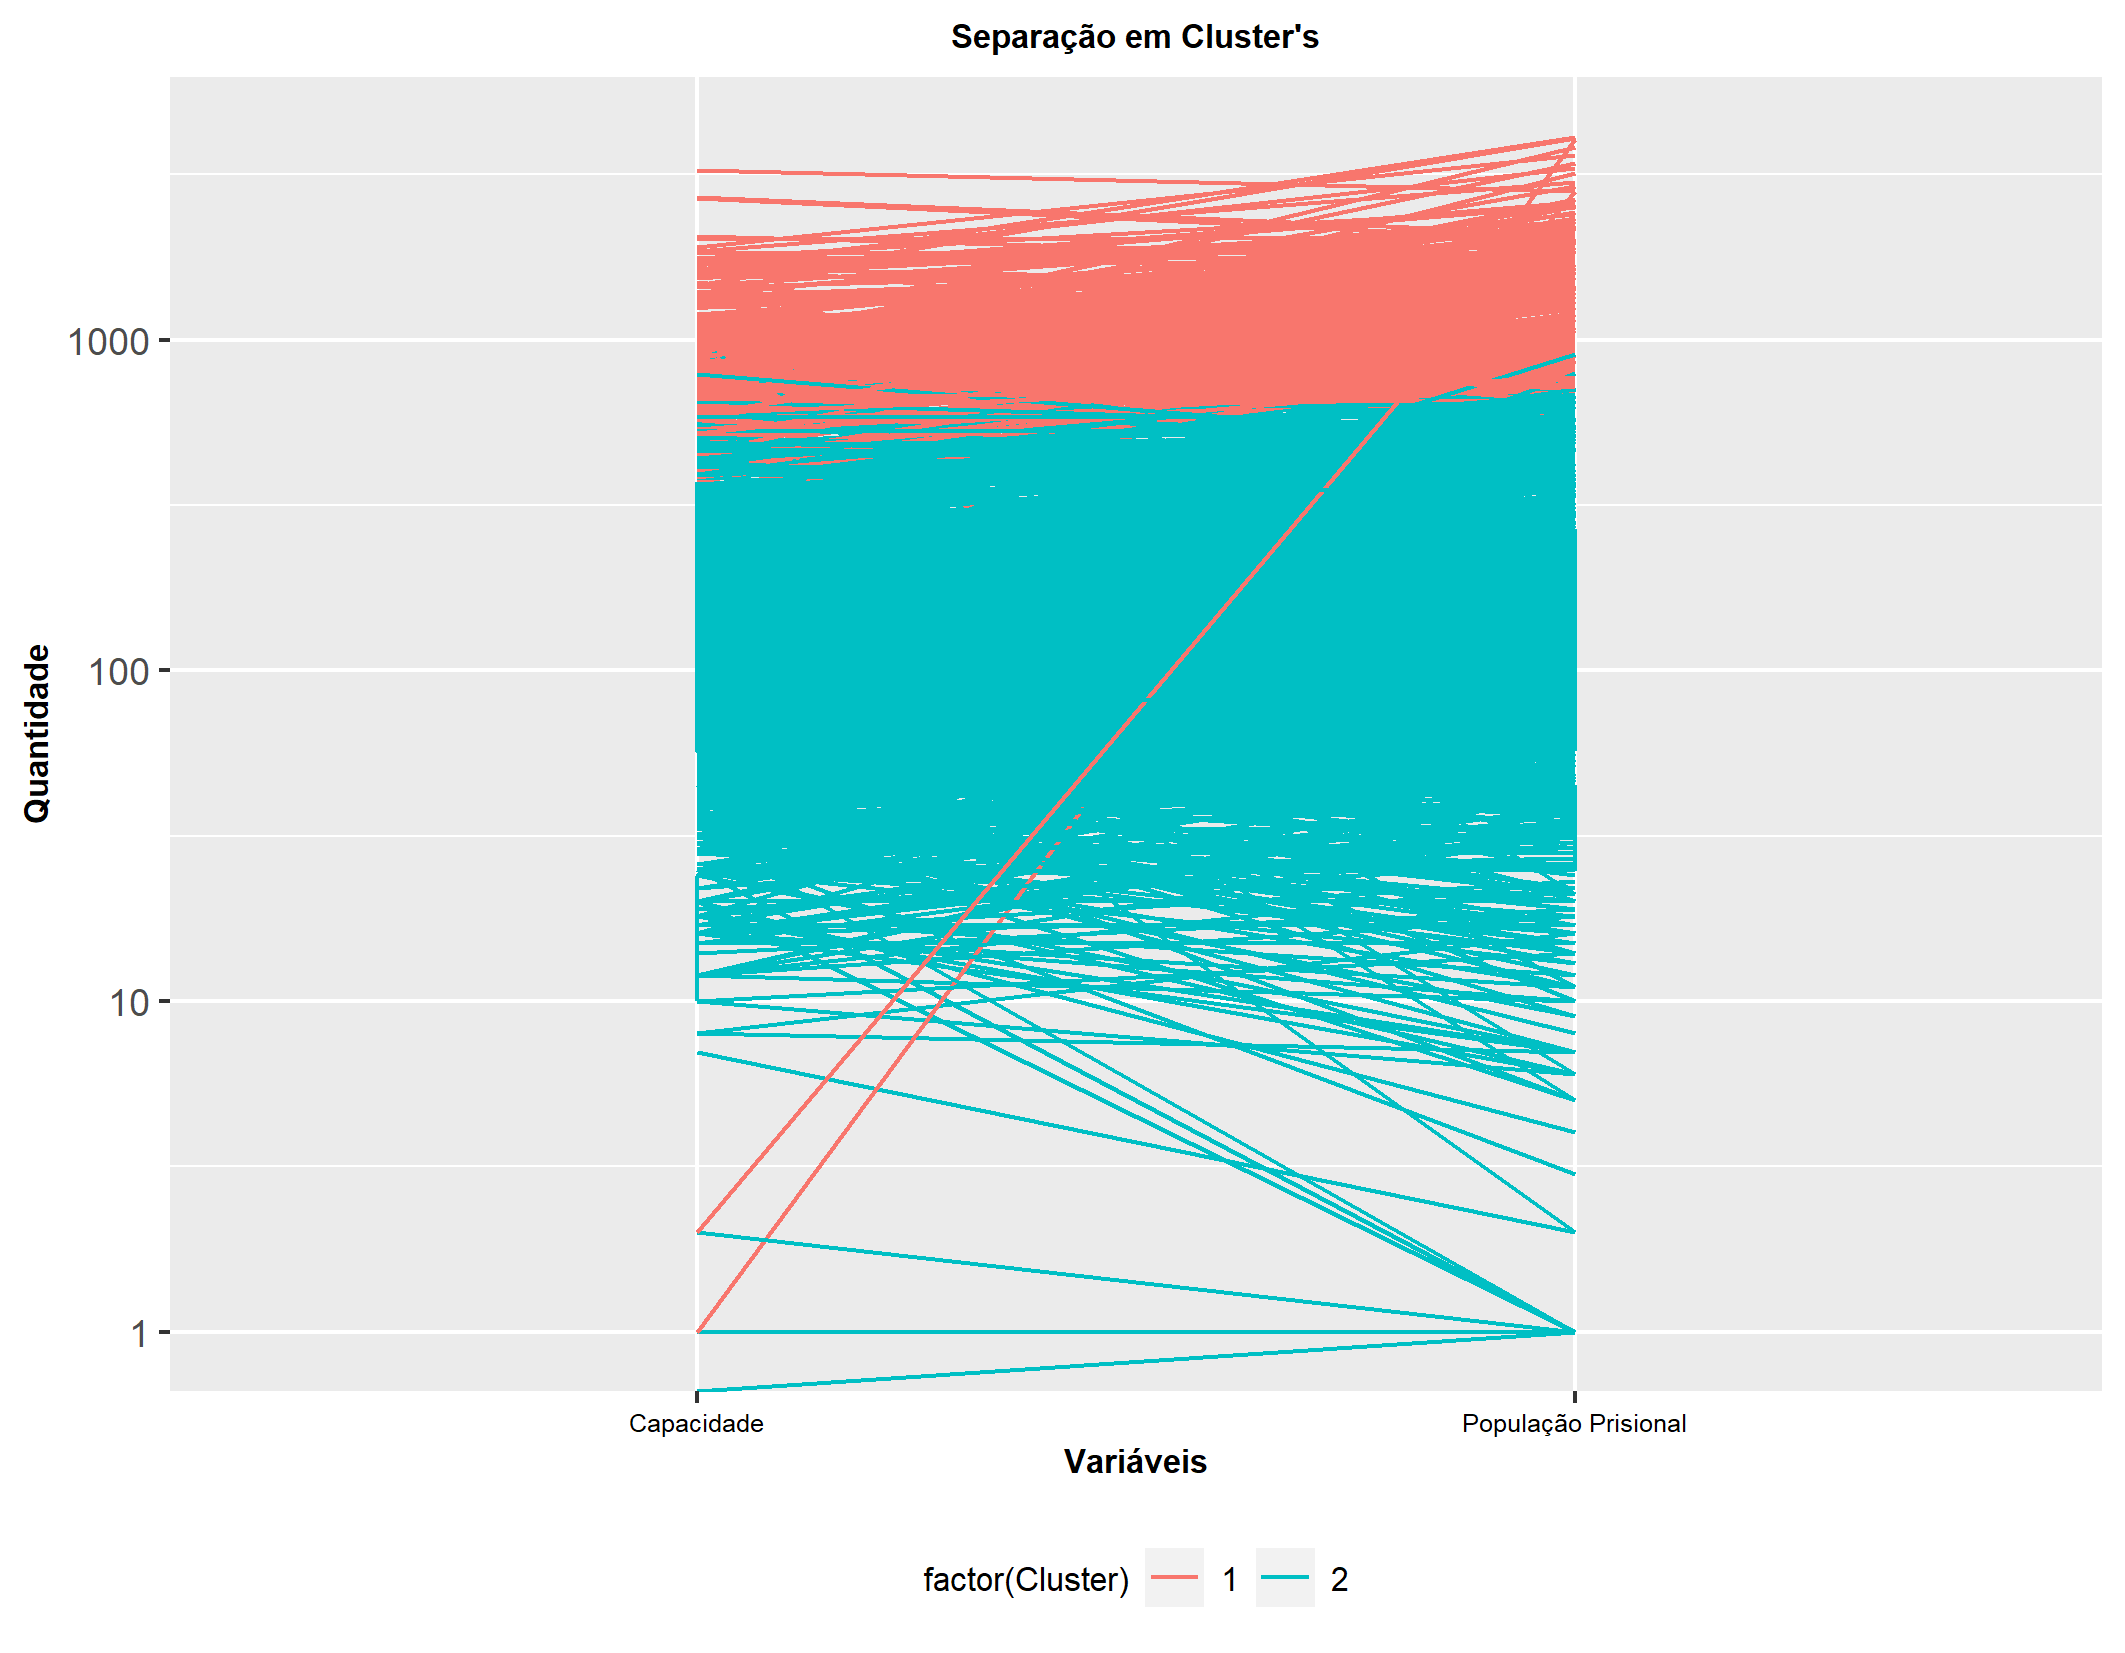 Separação em Cluster's
Quantidade
1000
100
10
1
Capacidade
População Prisional
Variáveis
factor(Cluster) 1 2